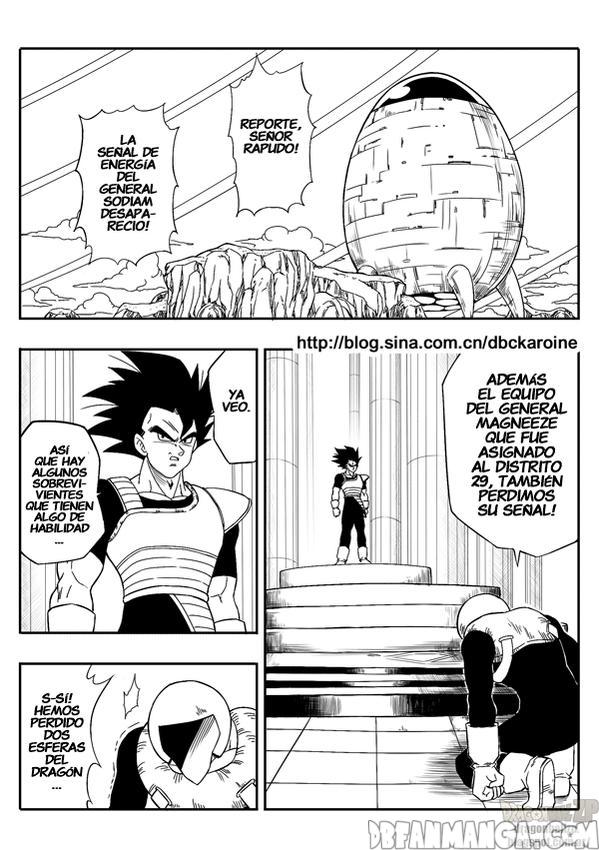 REPORTE,
SEÑOR
RAPUDO!
LA
SEÑAL DE
ENERGÍA
DEL
GENERAL
SODIAM
DESAPA-
RECIO!
http://blog.sina.com.cn/dbckaroine
ADEMÁS
EL EQUIPO
DEL GENERAL
MAGNEEZE
QUE FUE
ASIGNADO
AL DISTRITO
29, TAMBIÉN
PERDIMOS
SU SEÑAL!
YA
VEO.
ASÍ
QUE HAY
ALGUNOS
SOBREVI-
VIENTES
QUE TIENEN
ALGO DE
HABILIDAD
...
S-SÍ!
HEMOS
PERDIDO
DOS
ESFERAS
DEL
DRAGÓN
...
DBFANMANGA.COM